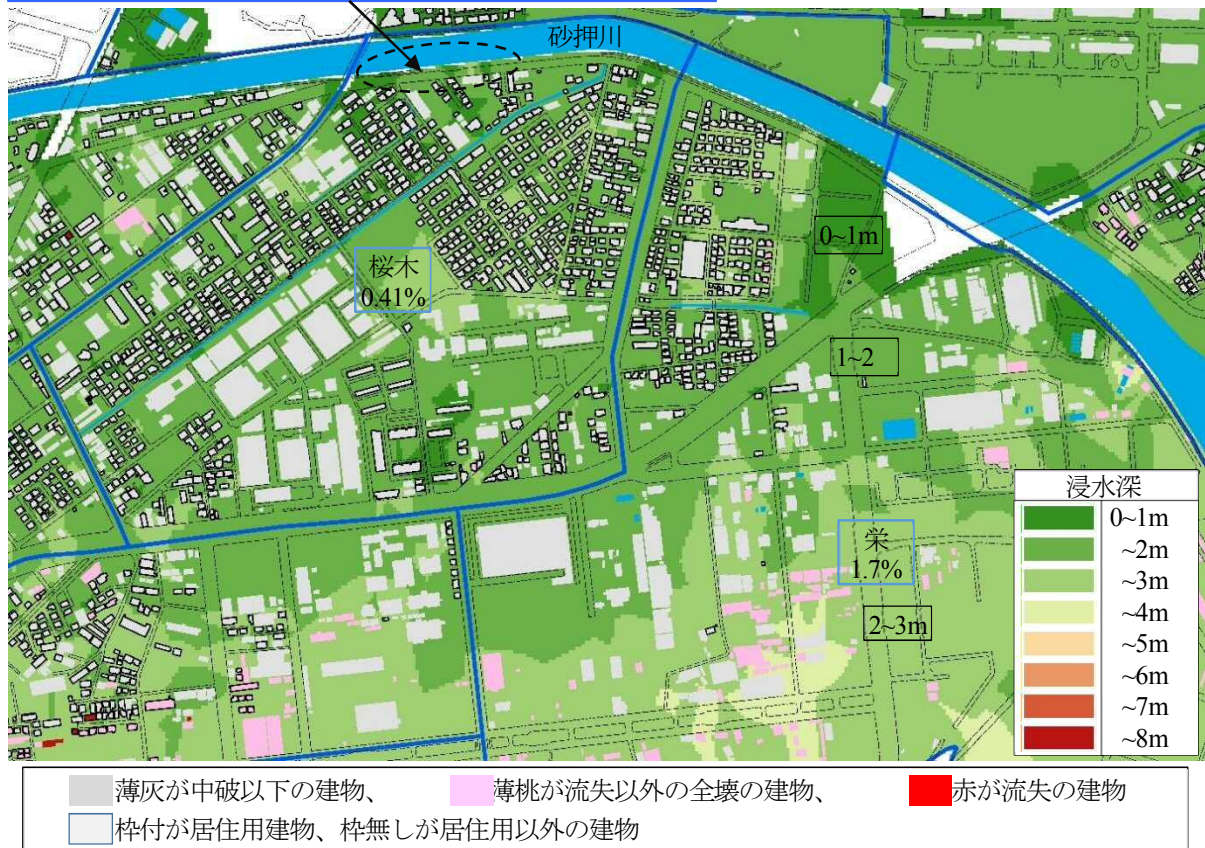 砂押川
0~1m
桜木
0.41%
1~2
栄
1.7%
2~3m
浸水深
0~1m
~2m
~3m
~4m
~5m
~6m
~7m
~8m
薄灰が中破以下の建物、 薄桃が流失以外の全壊の建物、 赤が流失の建物
枠付が居住用建物、枠無しが居住用以外の建物